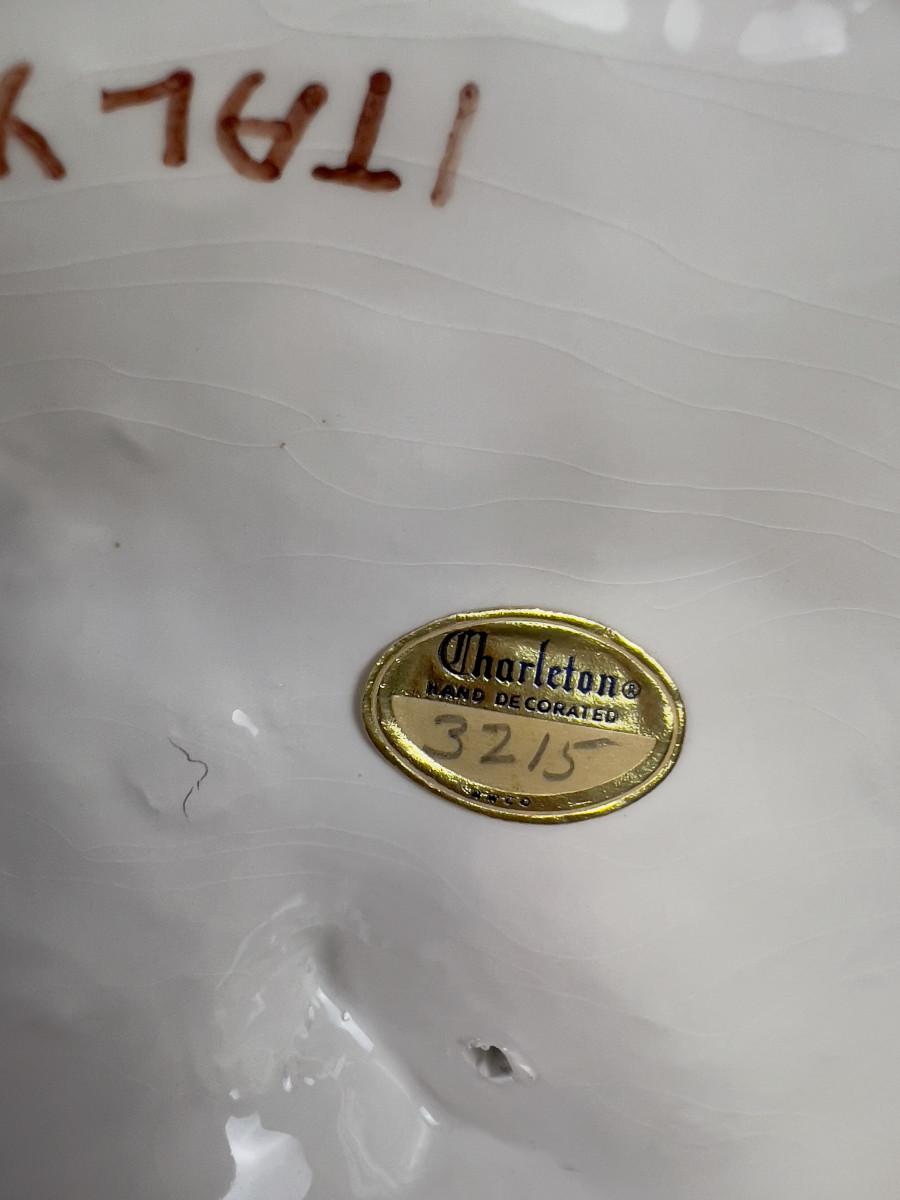 ITALY
Charleton®
HAND DECORATED
3215